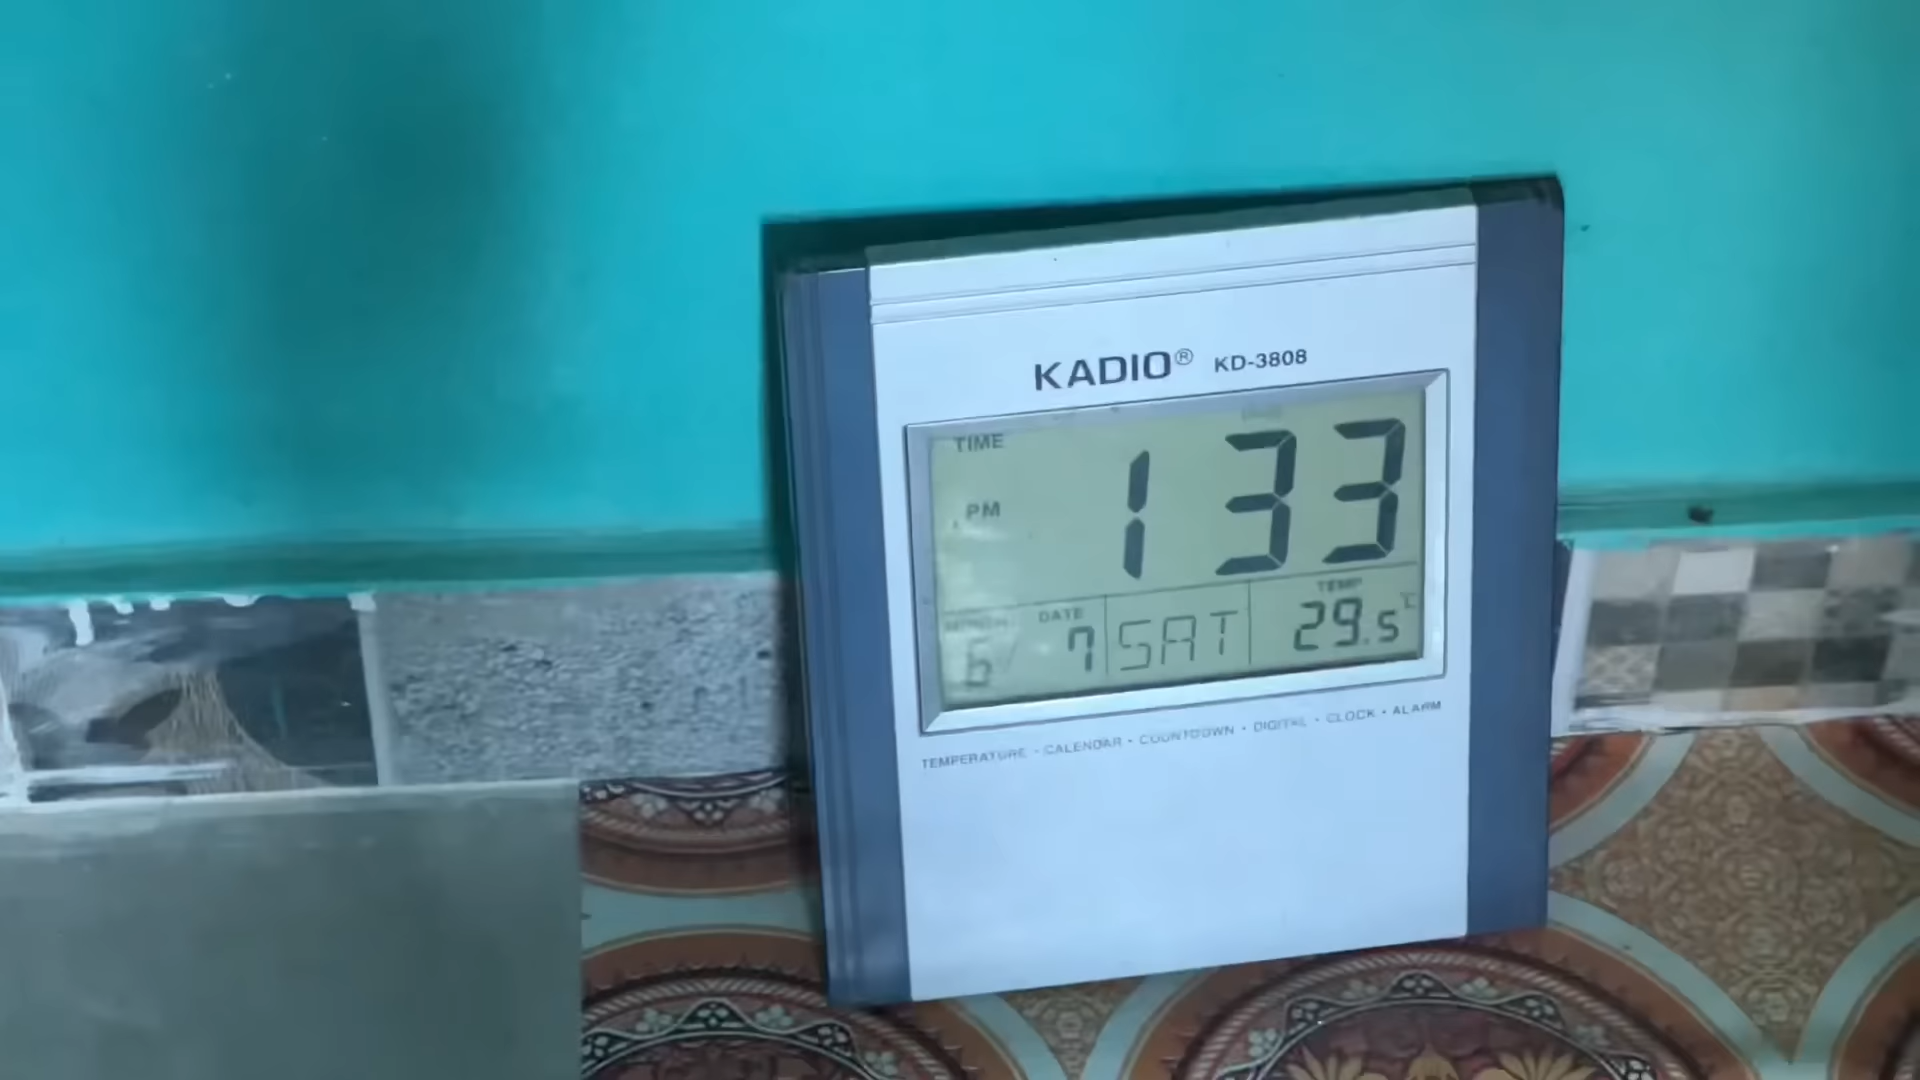 KADIO® KD-3808
TIME
PM
1 33
MONTH DATE TEMP
6/ 7 SAT 29.5 °C
TEMPERATURE · CALENDAR · COUNTDOWN · DIGITAL · CLOCK · ALARM